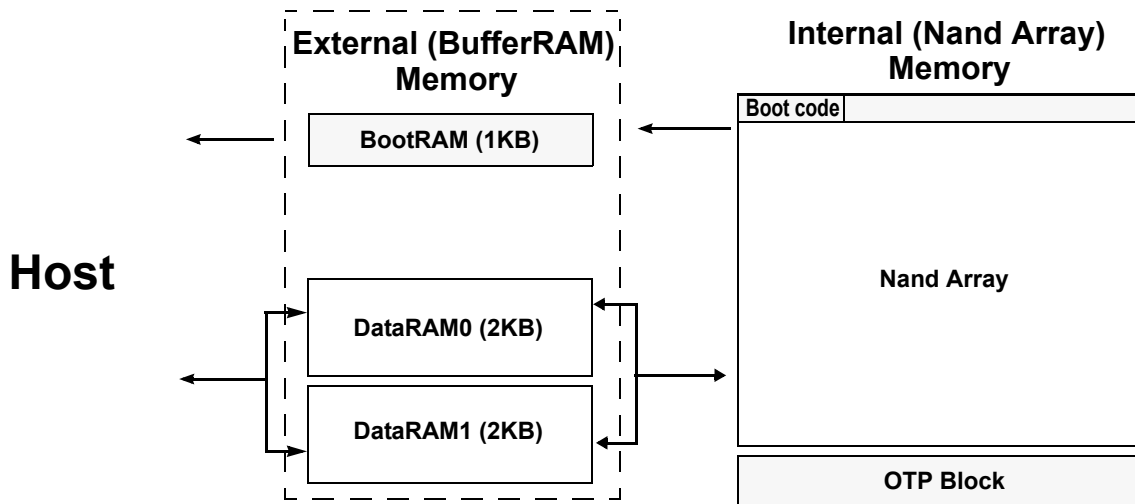 External (BufferRAM)
Memory
Internal (Nand Array)
Memory
Boot code
BootRAM (1KB)
Host
Nand Array
DataRAM0 (2KB)
DataRAM1 (2KB)
OTP Block